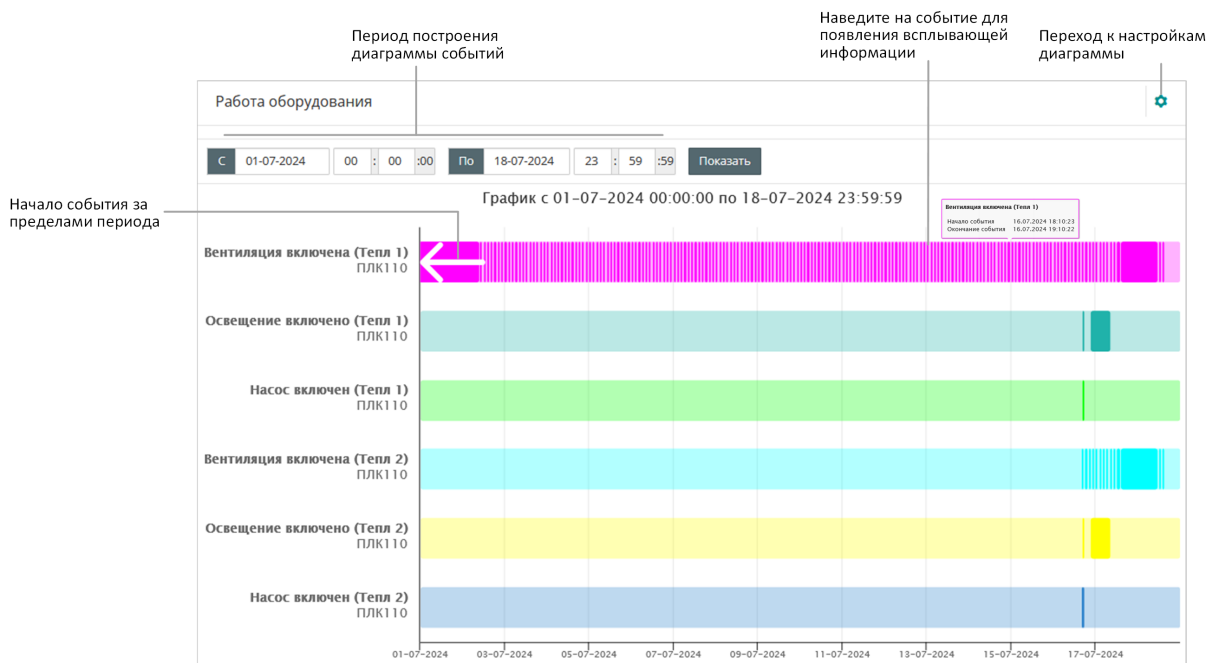 Период построения
диаграммы событий
Наведите на событие для
появления всплывающей
информации
Переход к настройкам
диаграммы
Работа оборудования
С 01-07-2024 00 : 00 :00 По 18-07-2024 23 : 59 :59 Показать
График с 01-07-2024 00:00:00 по 18-07-2024 23:59:59
Начало события за
пределами периода
Вентиляция включена (Тепл 1)
Начало события 16.07.2024 18:10:23
Окончание события 16.07.2024 19:10:22
Вентиляция включена (Тепл 1)
ПЛК110
Освещение включено (Тепл 1)
ПЛК110
Насос включен (Тепл 1)
ПЛК110
Вентиляция включена (Тепл 2)
ПЛК110
Освещение включено (Тепл 2)
ПЛК110
Насос включен (Тепл 2)
ПЛК110
01-07-2024 03-07-2024 05-07-2024 07-07-2024 09-07-2024 11-07-2024 13-07-2024 15-07-2024 17-07-2024